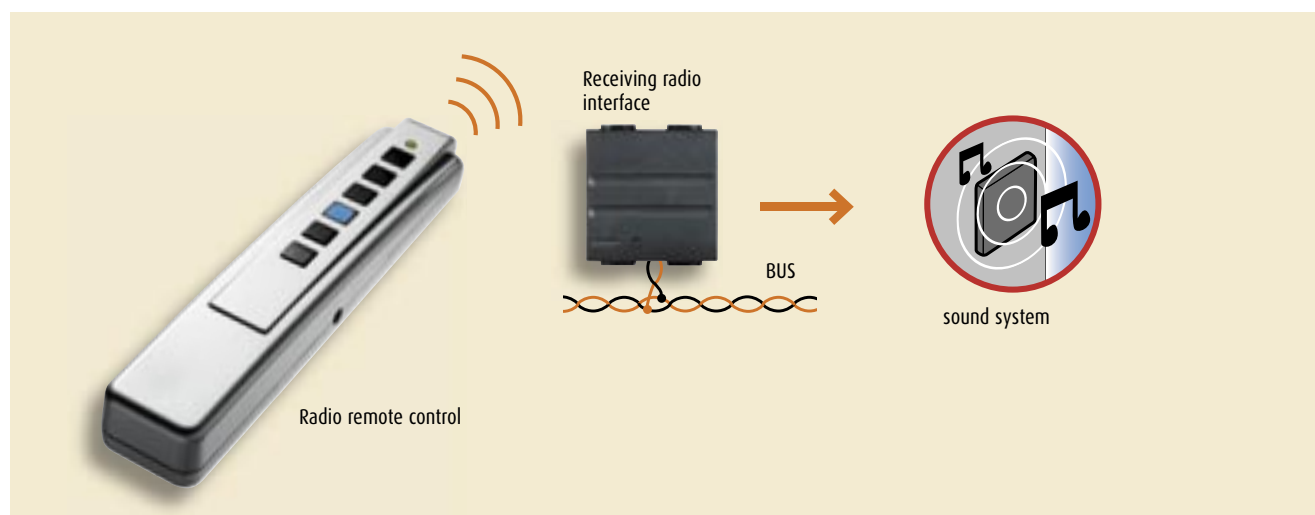 Receiving radio
interface
BUS
sound system
Radio remote control